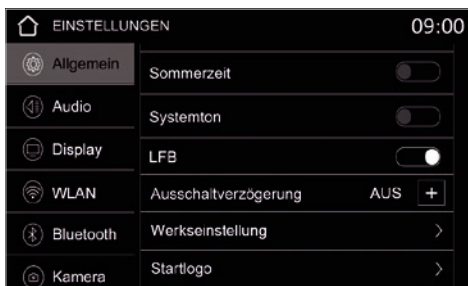 EINSTELLUNGEN 09:00
Allgemein
Audio
Display
WLAN
Bluetooth
Kamera
Sommerzeit
Systemton
LFB
Ausschaltverzögerung AUS +
Werkseinstellung
Startlogo